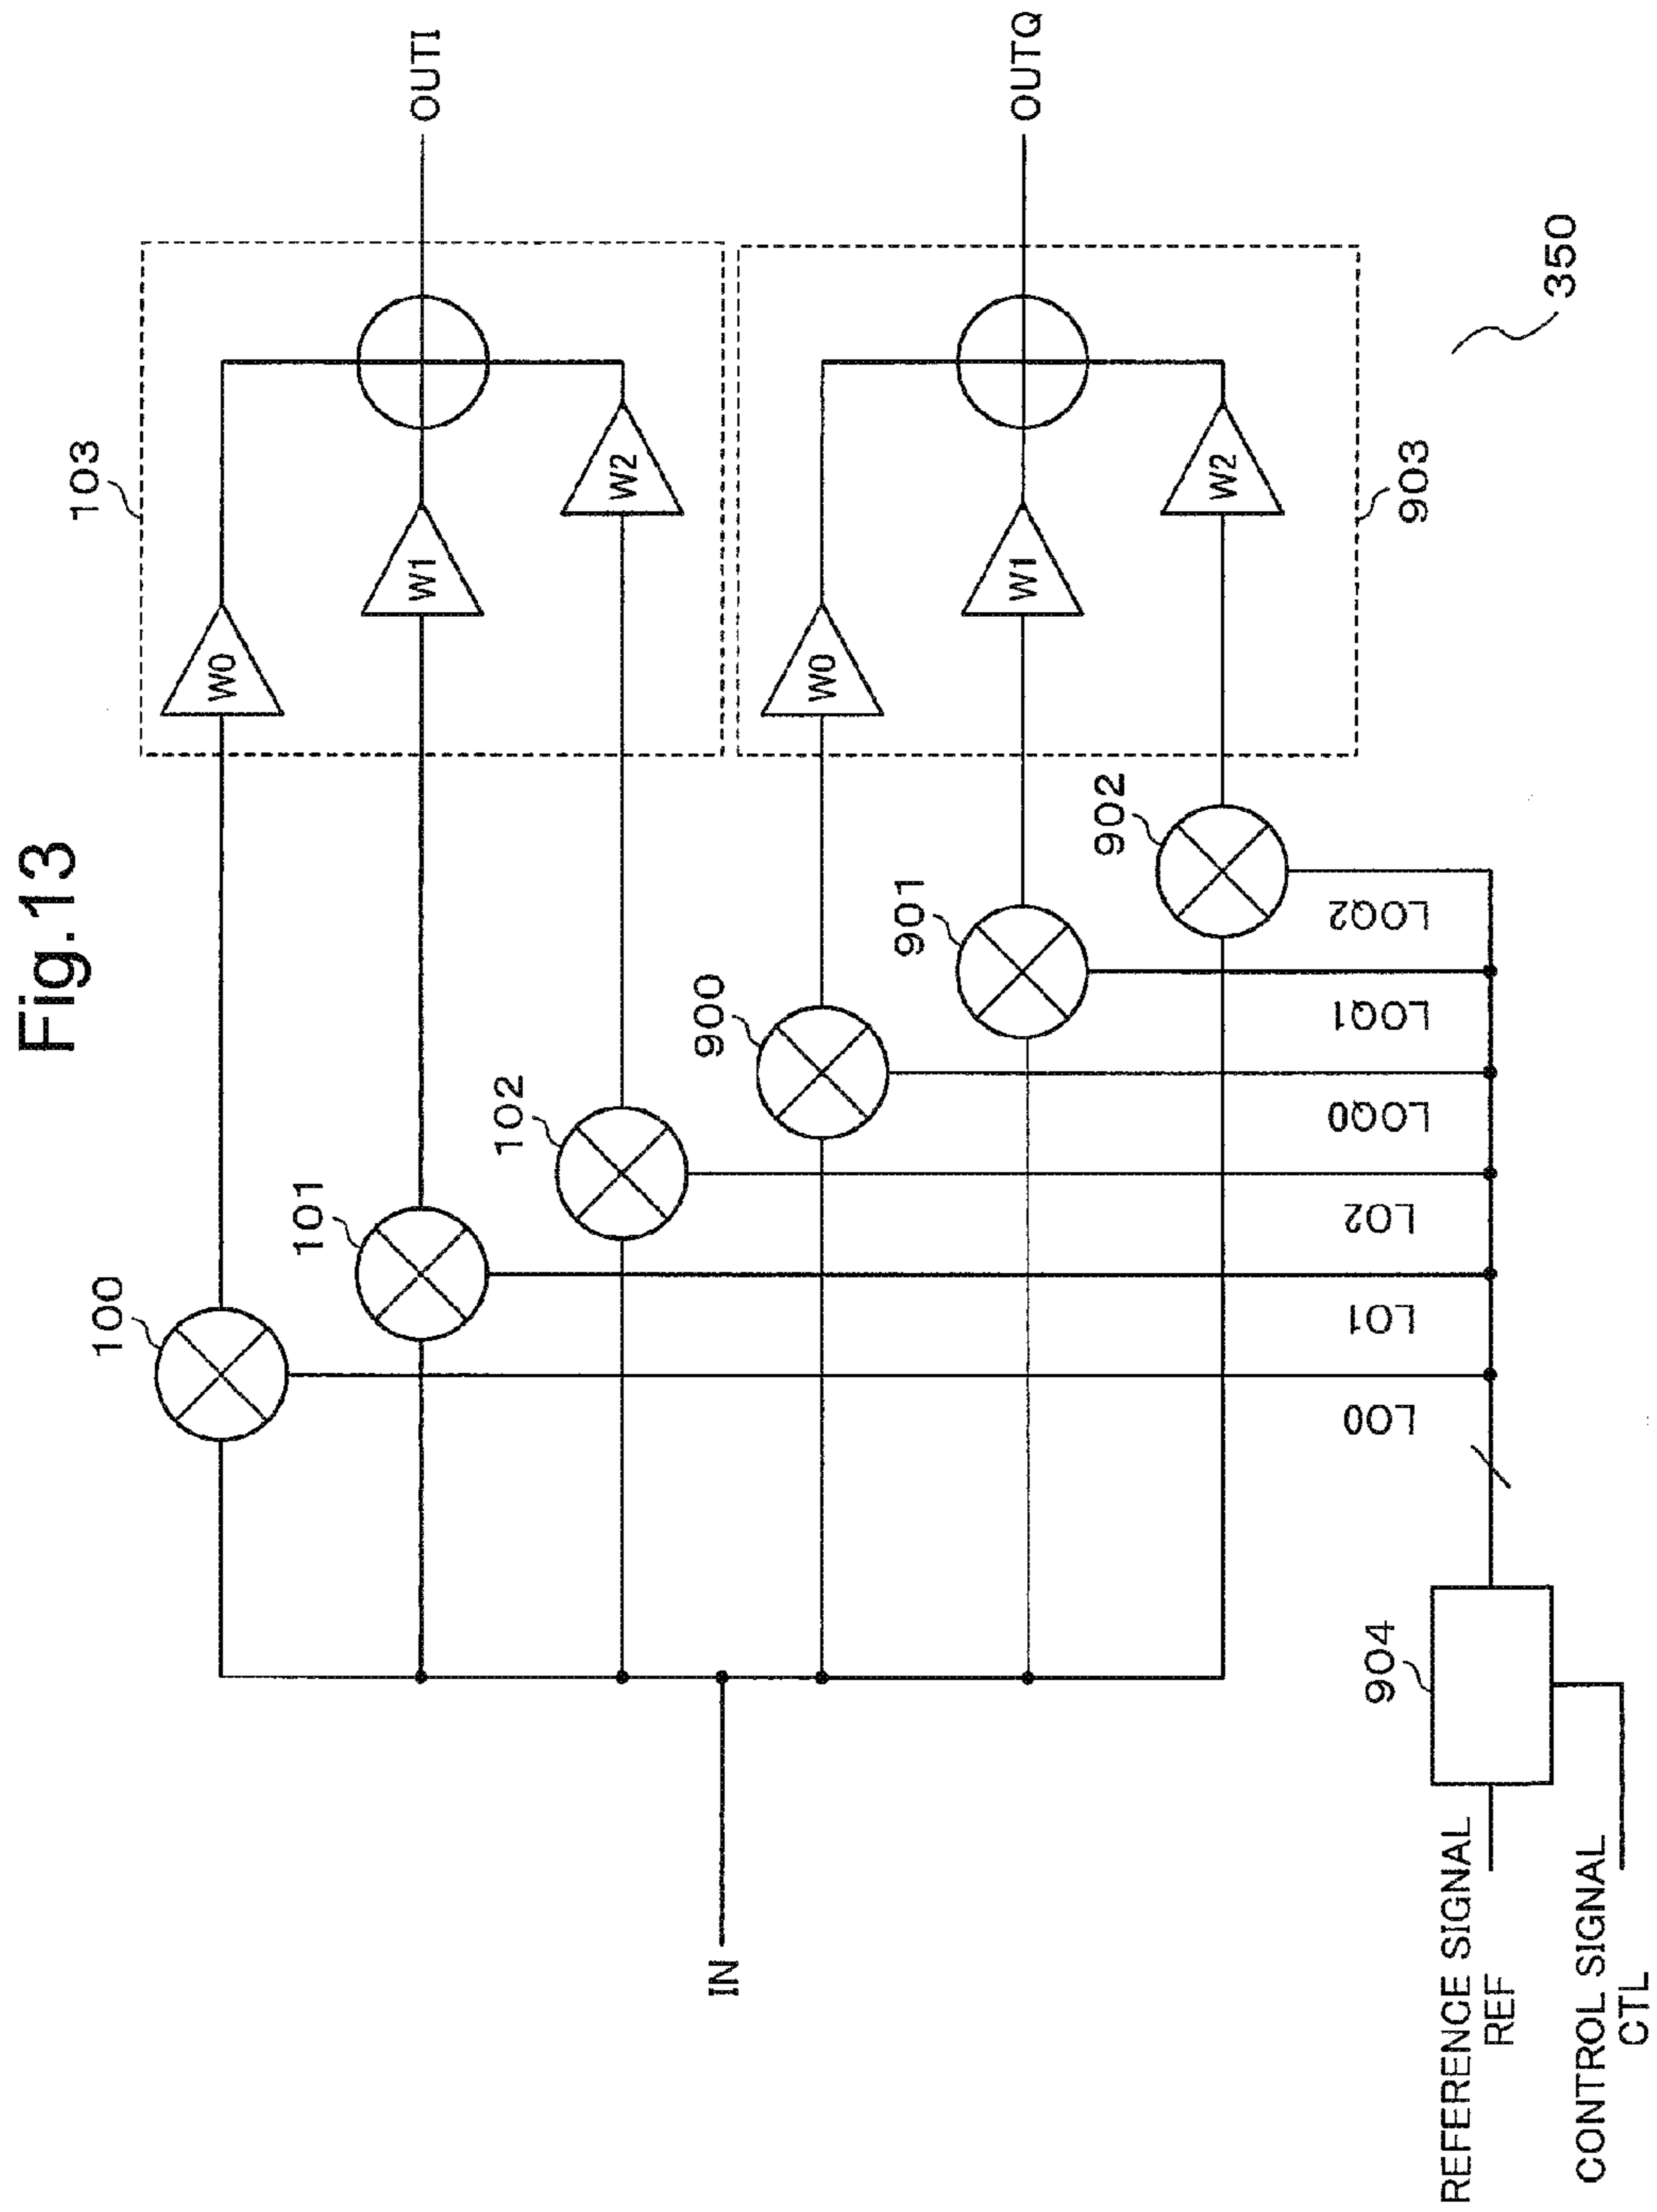 Fig.13
103
OUTI
W0
W1
W2
100
101
102
900
901
902
W0
W1
W2
OUTQ
903
350
IN
LO0
LO1
LO2
LOQ0
LOQ1
LOQ2
904
REFERENCE SIGNAL
REF
CONTROL SIGNAL
CTL